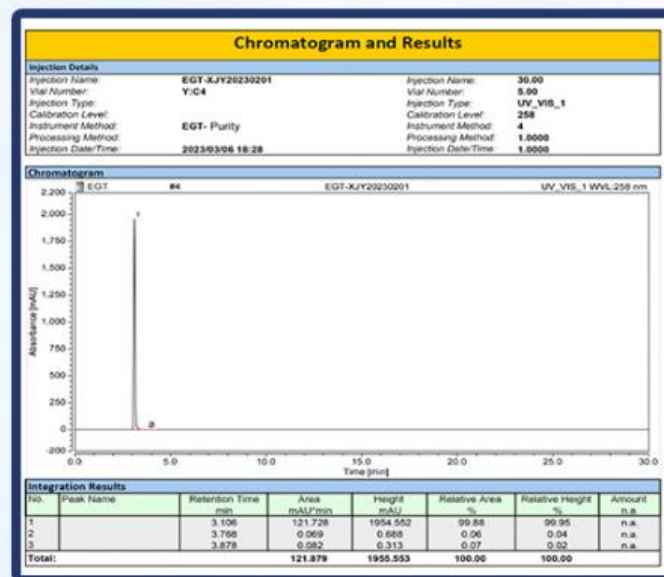 Chromatogram and Results
Injection Details
Injection Name: EGT-XJY20230201 Injection Name: 30.00
Vial Number: Y:C4 Vial Number: 5.00
Injection Type: Injection Type: UV_VIS_1
Calibration Level: Calibration Level: 258
Instrument Method: EGT- Purity Instrument Method: 4
Processing Method: Processing Method: 1.0000
Injection Date/Time: 2023/03/06 18:28 Injection Date/Time: 1.0000
Chromatogram
EGT #4 EGT-XJY20230201 UV_VIS_1 WVL:258 nm
2,200
2,000
1,750
1,500
1,250
1,000
750
500
250
0
-200
Absorbance [mAU]
1
0.0 5.0 10.0 15.0 20.0 25.0 30.0
Time [min]
Integration Results
No. Peak Name Retention Time Area Height Relative Area Relative Height Amount
min mAU*min mAU % % n.a.
1 3.106 121.728 1954.552 99.88 99.95 n.a.
2 3.768 0.069 0.688 0.06 0.04 n.a.
3 3.878 0.082 0.313 0.07 0.02 n.a.
Total: 121.879 1955.553 100.00 100.00